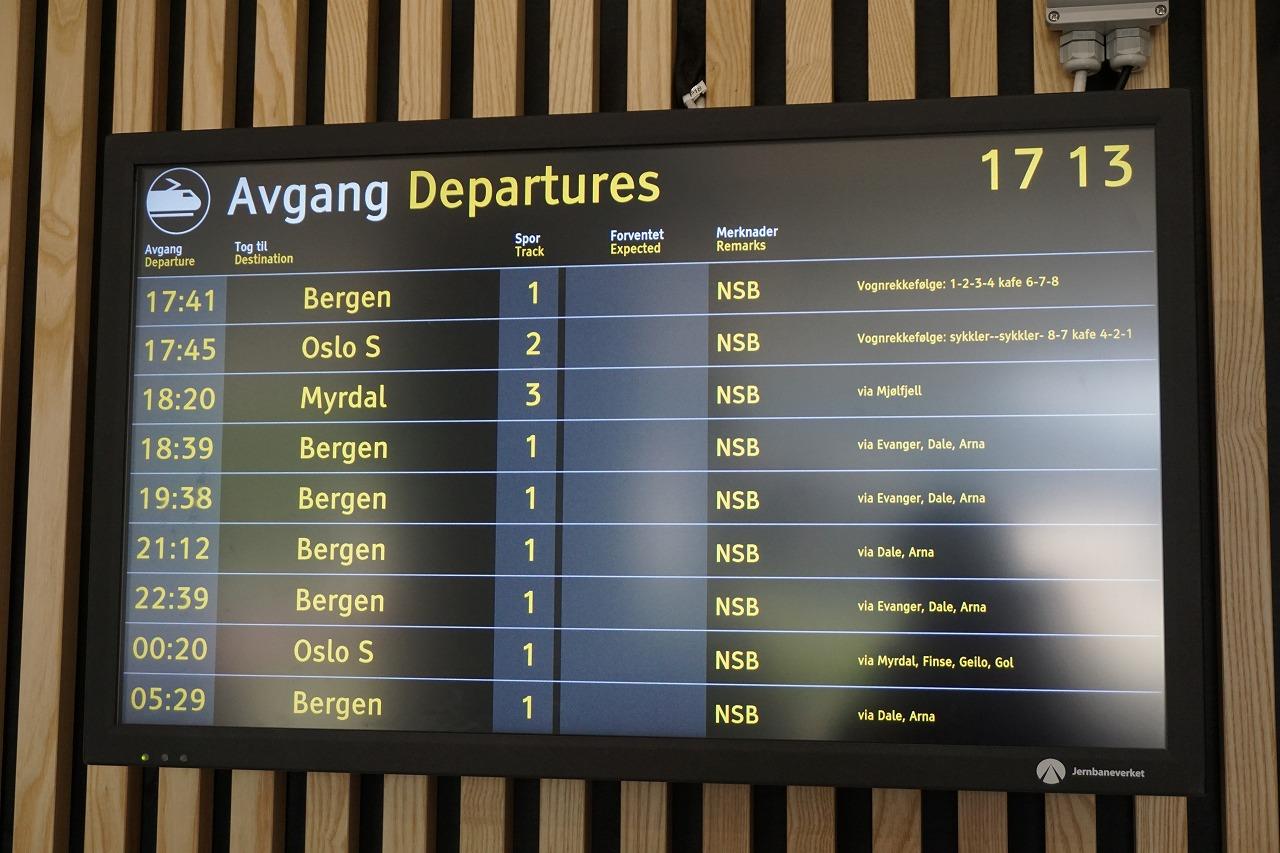 Avgang Departures 17 13
Avgang Tog til Spor Forventet Merknader
Departure Destination Track Expected Remarks
17:41 Bergen 1 NSB Vognrekkefølge: 1-2-3-4 kafe 6-7-8
17:45 Oslo S 2 NSB Vognrekkefølge: sykkler--sykkler- 8-7 kafe 4-2-1
18:20 Myrdal 3 NSB via Mjølfjell
18:39 Bergen 1 NSB via Evanger, Dale, Arna
19:38 Bergen 1 NSB via Evanger, Dale, Arna
21:12 Bergen 1 NSB via Dale, Arna
22:39 Bergen 1 NSB via Evanger, Dale, Arna
00:20 Oslo S 1 NSB via Myrdal, Finse, Geilo, Gol
05:29 Bergen 1 NSB via Dale, Arna
Jernbaneverket